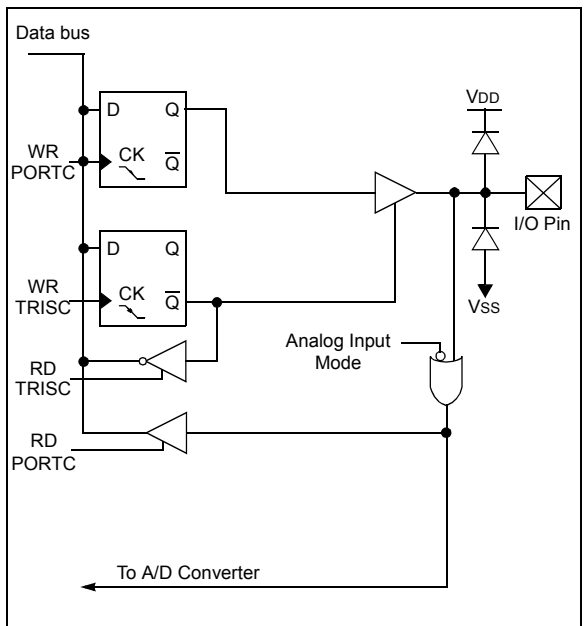 Data bus
D Q
VDD
WR
PORTC
CK
Q̅
I/O Pin
D Q
VSS
WR
TRISC
CK
Q̅
Analog Input
Mode
RD
TRISC
RD
PORTC
To A/D Converter